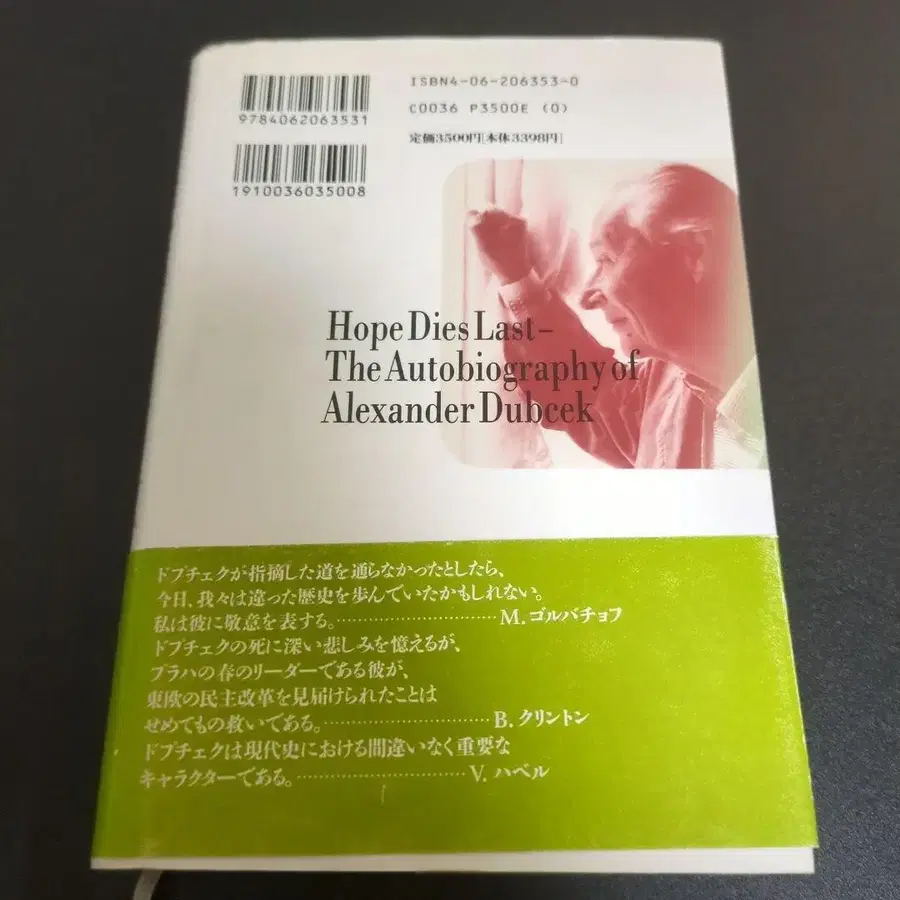 ISBN4-06-206353-0
C0036 P3500E (0)
定価3500円[本体3398円]
9784062063531
1910036035008
Hope Dies Last–
The Autobiography of
Alexander Dubcek
ドプチェクが指摘した道を通らなかったとしたら、
今日、我々は違った歴史を歩んでいたかもしれない。
私は彼に敬意を表する。‥‥‥‥‥‥‥‥‥‥‥‥M. ゴルバチョフ
ドプチェクの死に深い悲しみを憶えるが、
プラハの春のリーダーである彼が、
東欧の民主改革を見届けられたことは
せめてもの救いである。‥‥‥‥‥‥‥‥‥‥‥‥B. クリントン
ドプチェクは現代史における間違いなく重要な
キャラクターである。‥‥‥‥‥‥‥‥‥‥‥‥V. ハベル